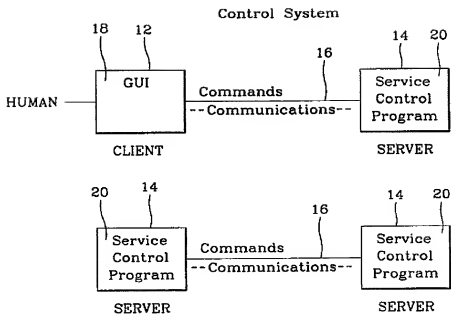 Control System
18 12 16 14 20
GUI
HUMAN
Commands
--Communications--
Service
Control
Program
CLIENT
SERVER
20 14 16 14 20
Service
Control
Program
Commands
--Communications--
Service
Control
Program
SERVER
SERVER